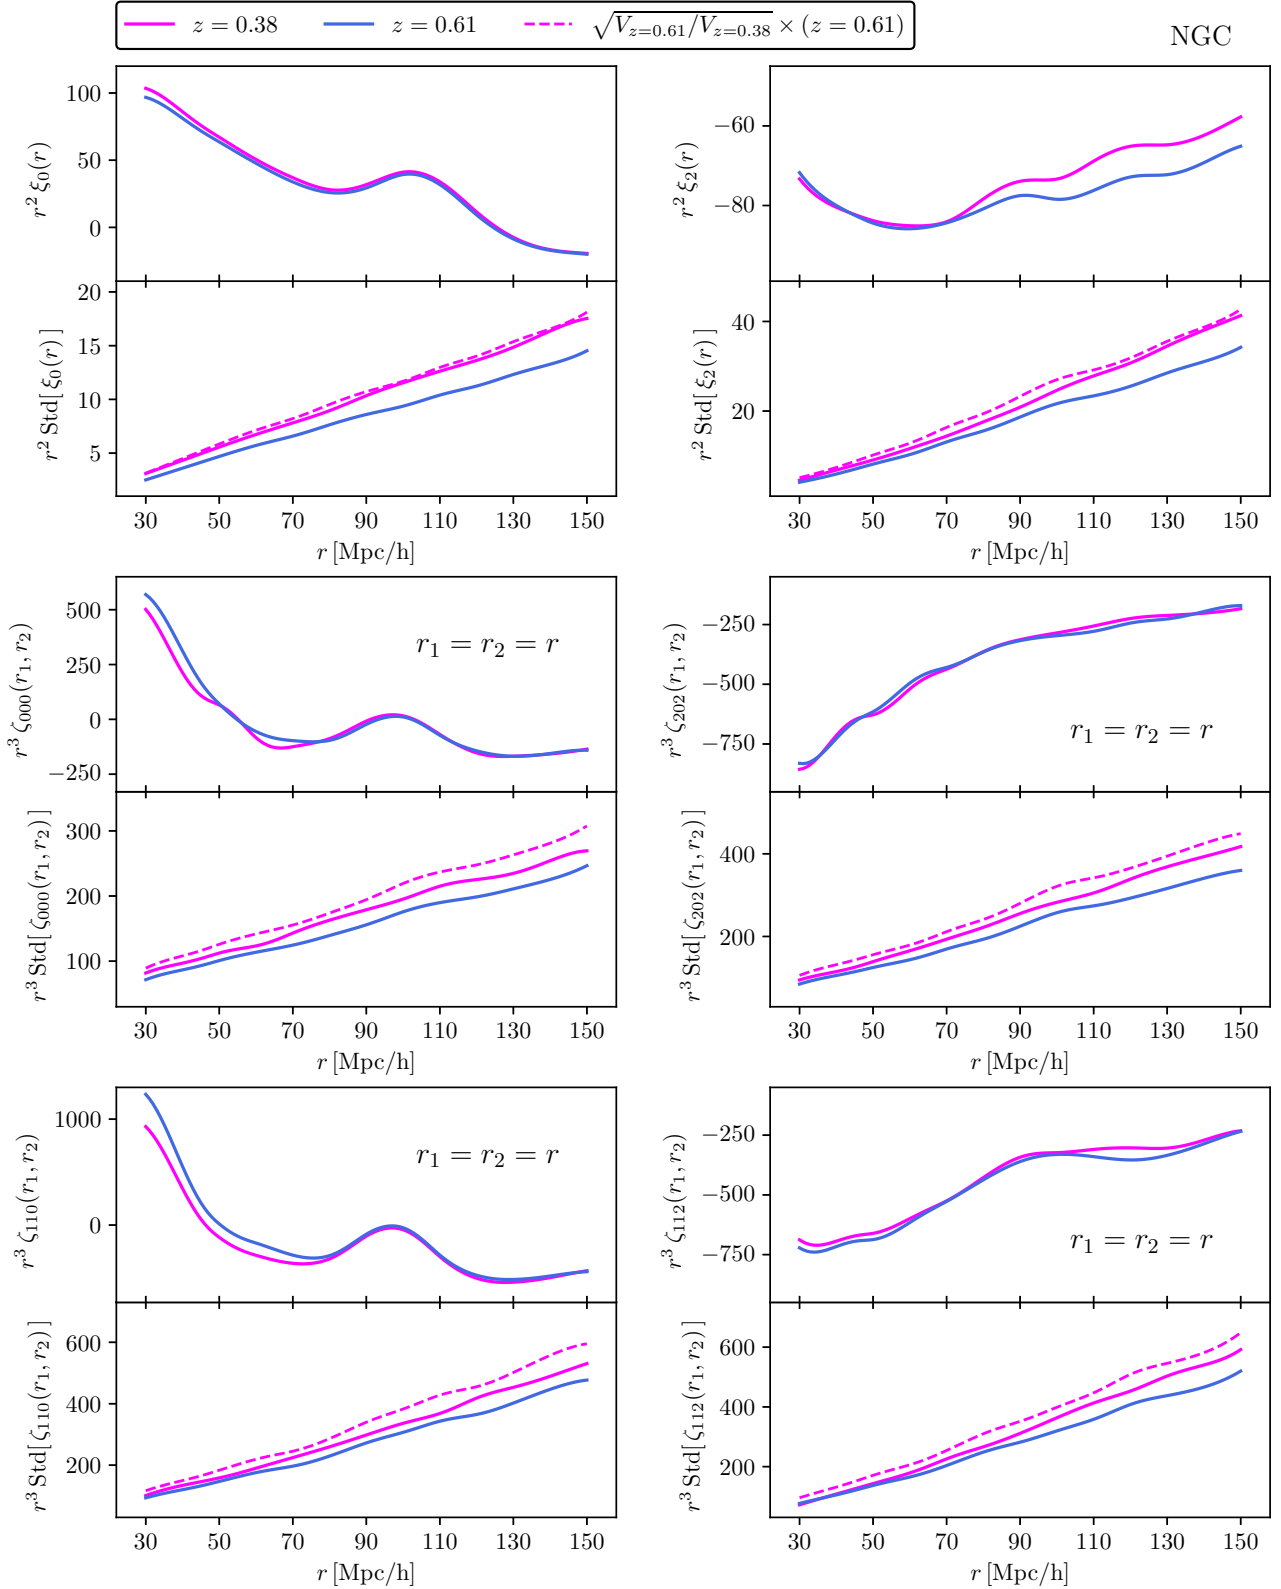 z = 0.38 z = 0.61 √V_{z=0.61}/V_{z=0.38} × (z = 0.61)
NGC
100
50
0
r² ξ₀(r)
−60
−80
r² ξ₂(r)
20
15
10
5
r² Std[ ξ₀(r) ]
30 50 70 90 110 130 150
r [Mpc/h]
40
20
r² Std[ ξ₂(r) ]
30 50 70 90 110 130 150
r [Mpc/h]
500
250
0
−250
r³ ζ₀₀₀(r₁, r₂)
r₁ = r₂ = r
−250
−500
−750
r³ ζ₂₀₂(r₁, r₂)
r₁ = r₂ = r
300
200
100
r³ Std[ ζ₀₀₀(r₁, r₂) ]
30 50 70 90 110 130 150
r [Mpc/h]
400
200
r³ Std[ ζ₂₀₂(r₁, r₂) ]
30 50 70 90 110 130 150
r [Mpc/h]
1000
0
r³ ζ₁₁₀(r₁, r₂)
r₁ = r₂ = r
−250
−500
−750
r³ ζ₁₁₂(r₁, r₂)
r₁ = r₂ = r
600
400
200
r³ Std[ ζ₁₁₀(r₁, r₂) ]
30 50 70 90 110 130 150
r [Mpc/h]
600
400
200
r³ Std[ ζ₁₁₂(r₁, r₂) ]
30 50 70 90 110 130 150
r [Mpc/h]